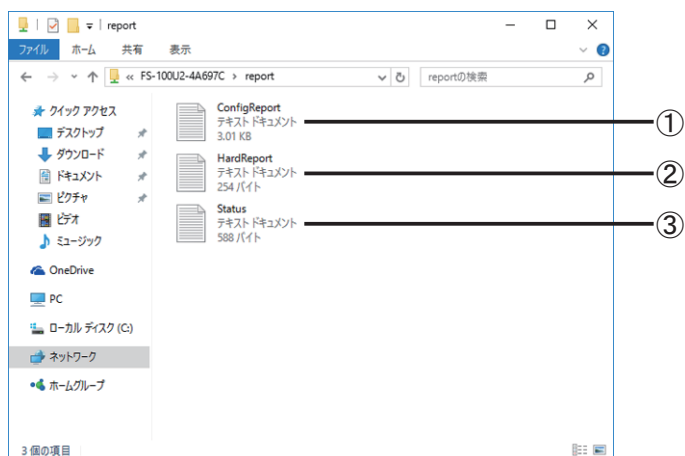 report
ファイル ホーム 共有 表示
« FS-100U2-4A697C › report
reportの検索
クイック アクセス
デスクトップ
ダウンロード
ドキュメント
ピクチャ
ビデオ
ミュージック
OneDrive
PC
ローカル ディスク (C:)
ネットワーク
ホームグループ
ConfigReport
テキスト ドキュメント
3.01 KB
①
HardReport
テキスト ドキュメント
254 バイト
②
Status
テキスト ドキュメント
588 バイト
③
3 個の項目